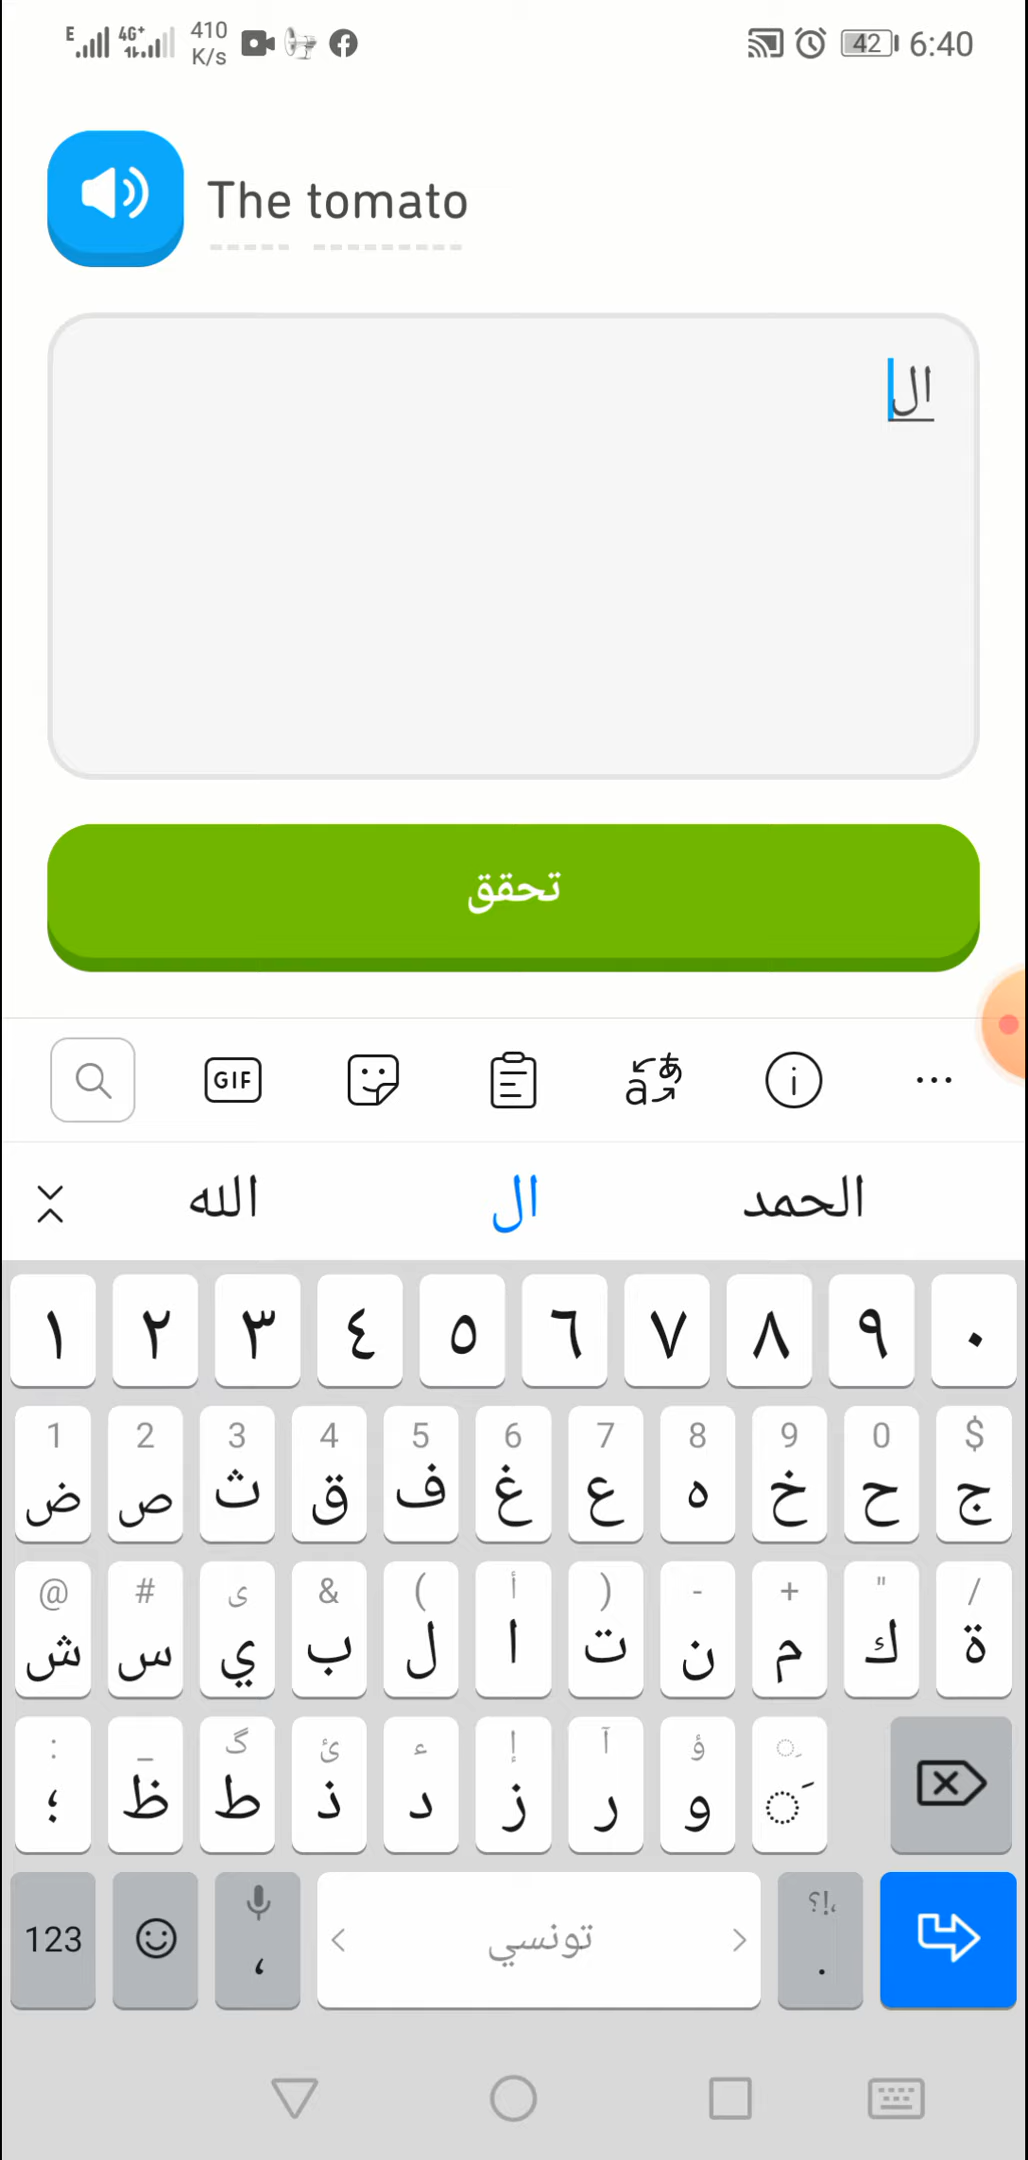 E 4G+ 410 K/s 42 6:40
The tomato
ال
تحقق
GIF
الله ال الحمد
١ ٢ ٣ ٤ ٥ ٦ ٧ ٨ ٩ ٠
1 2 3 4 5 6 7 8 9 0 $
ض ص ث ق ف غ ع ه خ ح ج
@ # ى & ( أ ) - + " /
ش س ي ب ل ا ت ن م ك ة
: _ گ ئ ء إ آ ؤ ِ
؛ ظ ط ذ د ز ر و َ
123 ، < تونسي > ،!؟ .